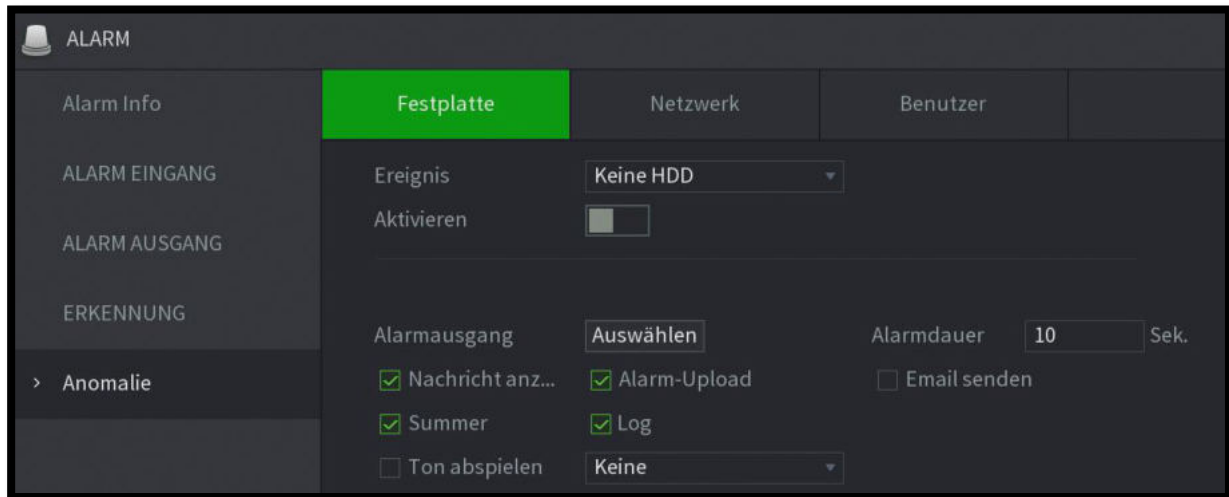 ALARM
Alarm Info
ALARM EINGANG
ALARM AUSGANG
ERKENNUNG
> Anomalie
Festplatte Netzwerk Benutzer
Ereignis Keine HDD
Aktivieren
Alarmausgang Auswählen Alarmdauer 10 Sek.
Nachricht anz... Alarm-Upload Email senden
Summer Log
Ton abspielen Keine